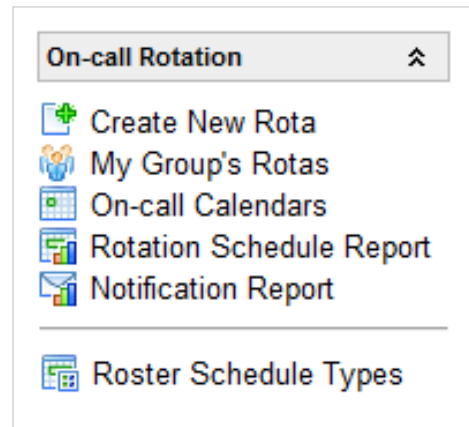 On-call Rotation
Create New Rota
My Group's Rotas
On-call Calendars
Rotation Schedule Report
Notification Report
Roster Schedule Types